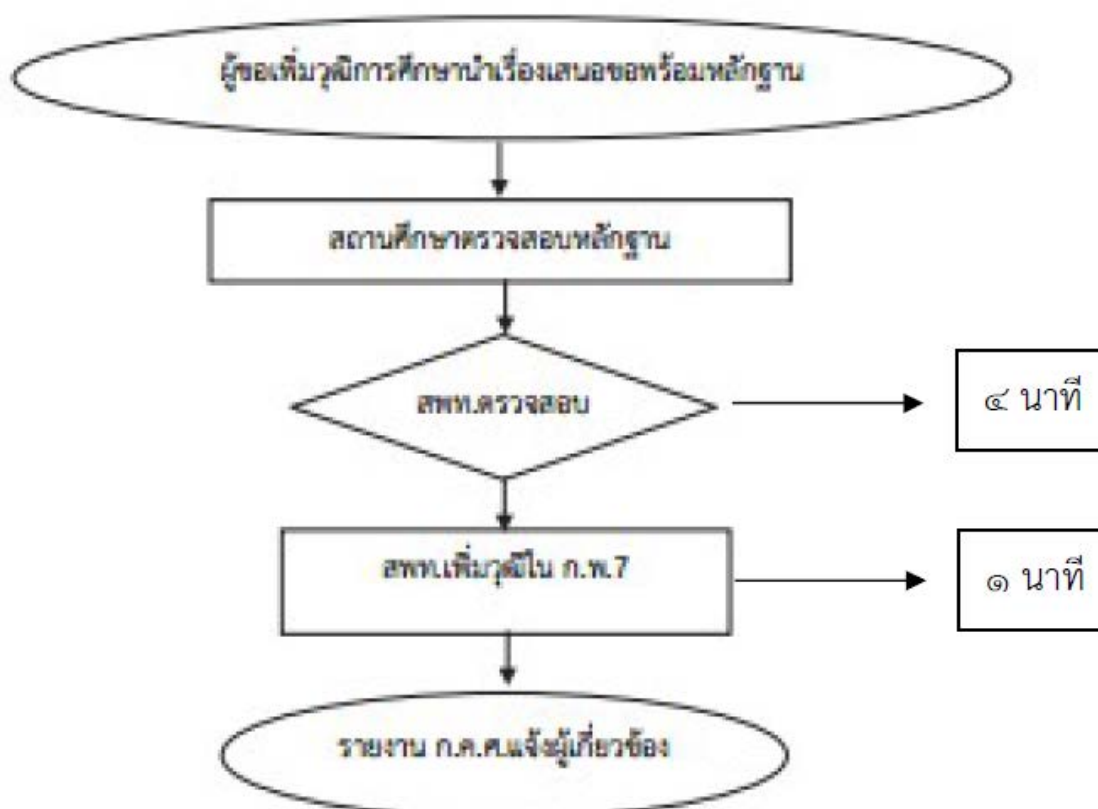 ผู้ขอเพิ่มวุฒิการศึกษานำเรื่องเสนอขอพร้อมหลักฐาน
สถานศึกษาตรวจสอบหลักฐาน
สพท.ตรวจสอบ
๔ นาที
สพท.เพิ่มวุฒิใน ก.พ.7
๑ นาที
รายงาน ก.ค.ศ.แจ้งผู้เกี่ยวข้อง